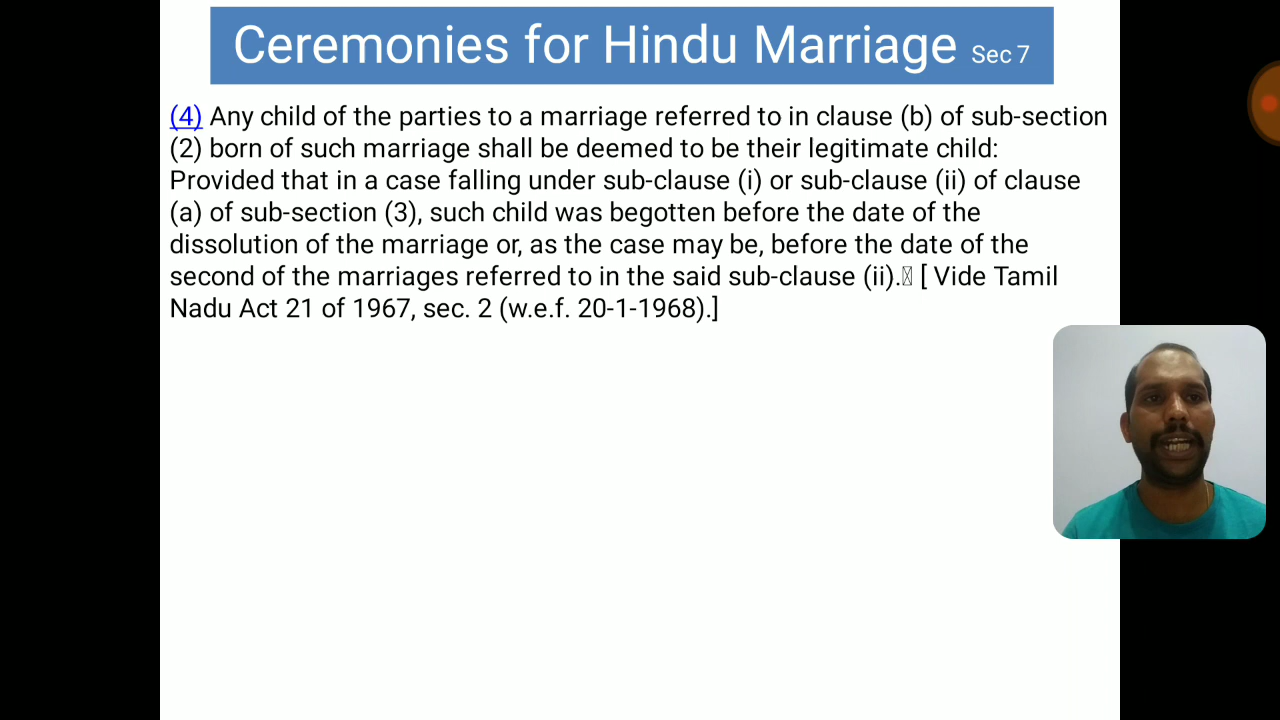 Ceremonies for Hindu Marriage Sec 7
(4) Any child of the parties to a marriage referred to in clause (b) of sub-section
(2) born of such marriage shall be deemed to be their legitimate child:
Provided that in a case falling under sub-clause (i) or sub-clause (ii) of clause
(a) of sub-section (3), such child was begotten before the date of the
dissolution of the marriage or, as the case may be, before the date of the
second of the marriages referred to in the said sub-clause (ii). [ Vide Tamil
Nadu Act 21 of 1967, sec. 2 (w.e.f. 20-1-1968).]